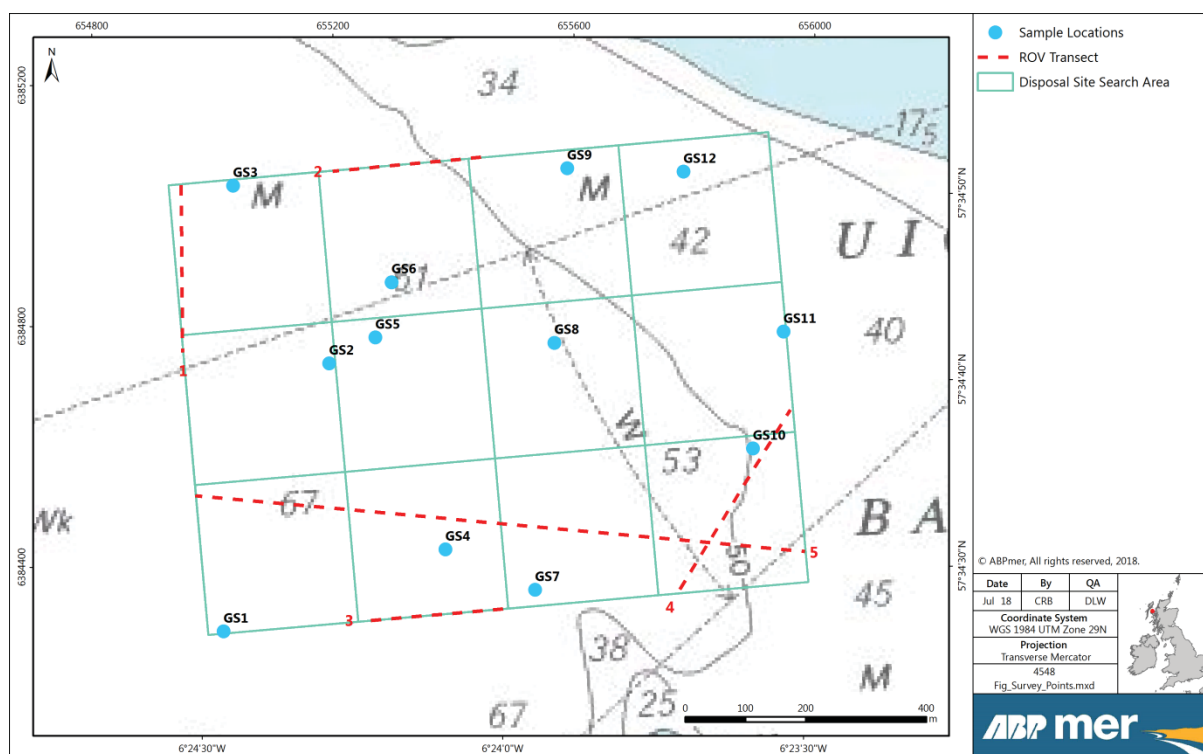 654800
655200
655600
656000
N
6385200
6384800
6384400
57°34'50"N
57°34'40"N
57°34'30"N
34
17₅
GS3
M
2
GS9
M
GS12
U I
42
GS6
51
GS11
40
GS5
GS8
GS2
1
W
GS10
53
67
Wk
B A
GS4
5
50
GS7
4
45
3
GS1
38
M
25
67
0 100 200 400
m
6°24'30"W
6°24'0"W
6°23'30"W
Sample Locations
ROV Transect
Disposal Site Search Area
© ABPmer, All rights reserved, 2018.
Date By QA
Jul 18 CRB DLW
Coordinate System
WGS 1984 UTM Zone 29N
Projection
Transverse Mercator
4548
Fig_Survey_Points.mxd
ABPmer